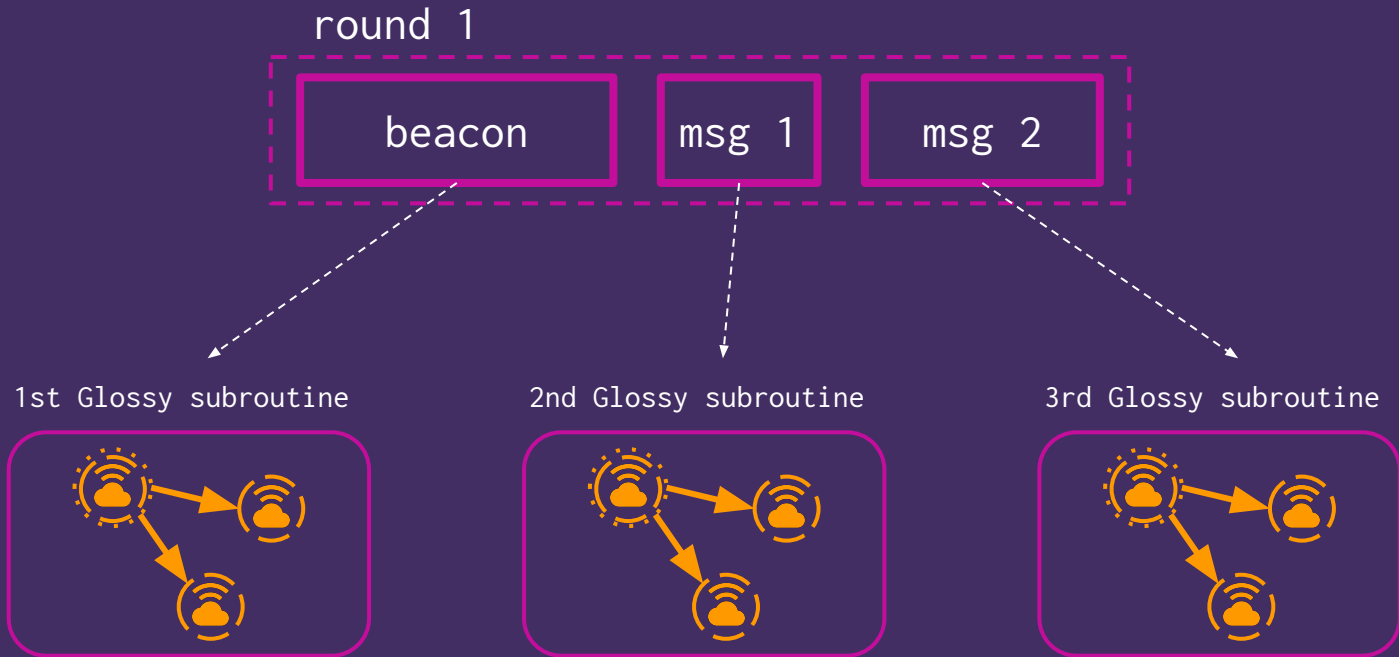 round 1
beacon
msg 1
msg 2
1st Glossy subroutine
2nd Glossy subroutine
3rd Glossy subroutine